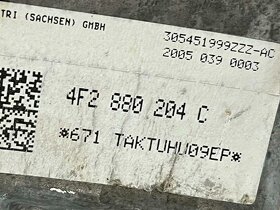 TRI (SACHSEN) GMBH
305451999ZZZ-AC
2005 039 0003
4F2 880 204 C
*671 TAKTUHU09EP*